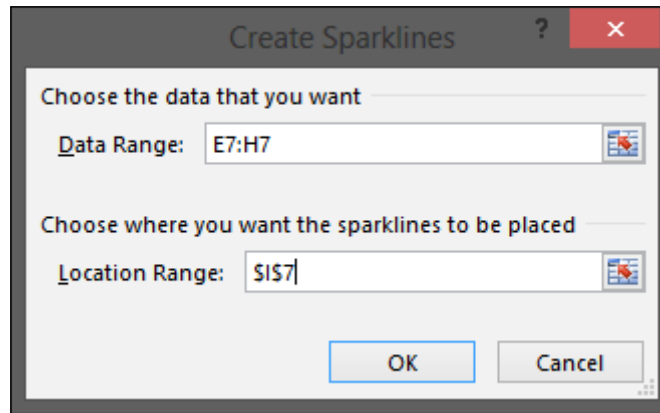 Create Sparklines ? ×
Choose the data that you want
Data Range: E7:H7
Choose where you want the sparklines to be placed
Location Range: $I$7
OK Cancel